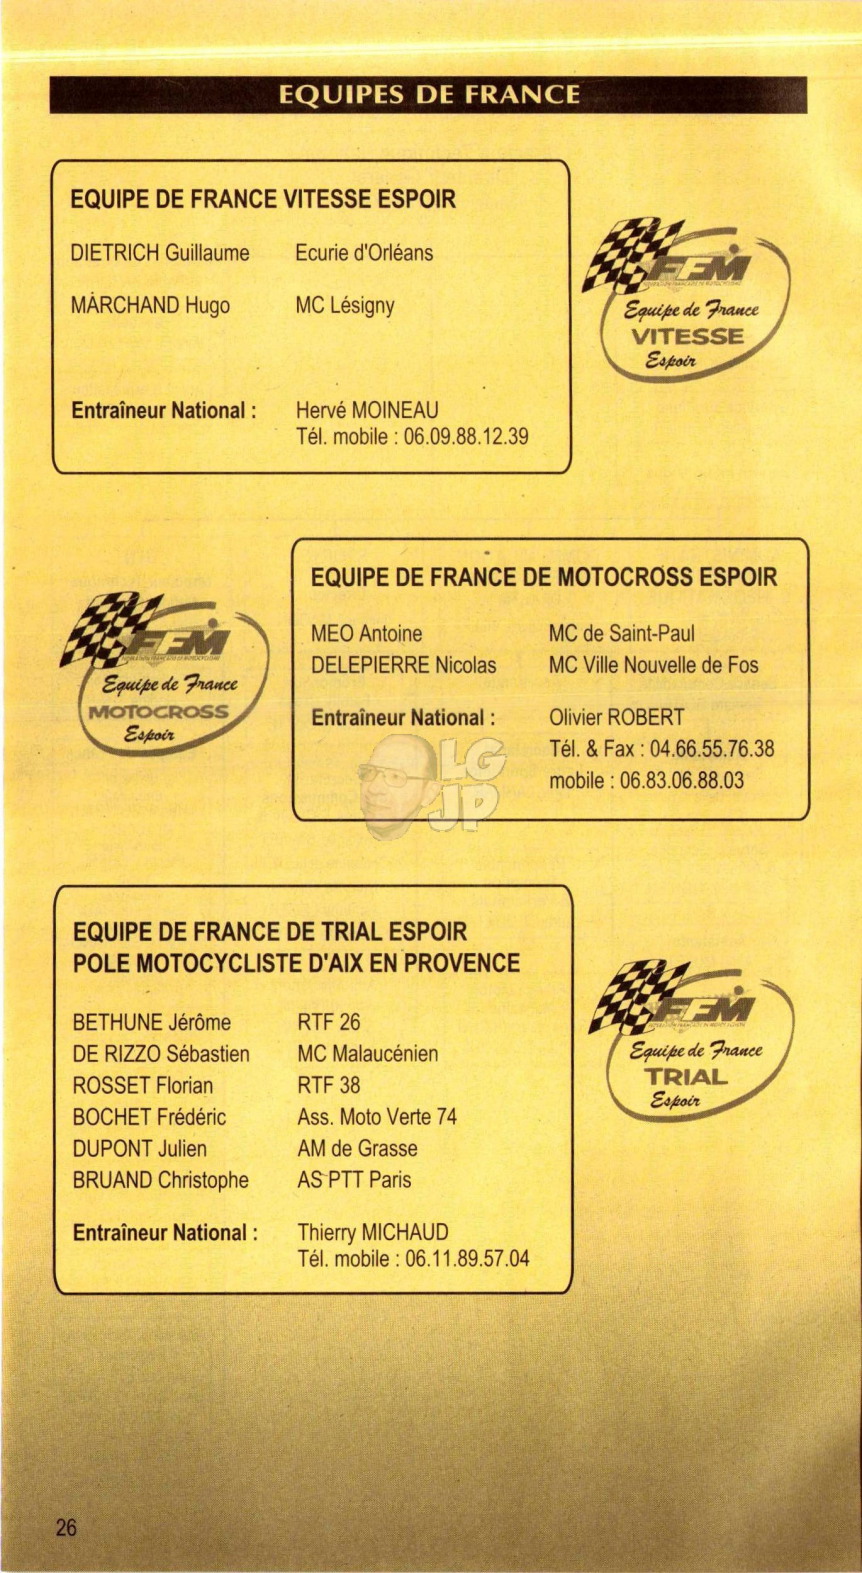 EQUIPES DE FRANCE
EQUIPE DE FRANCE VITESSE ESPOIR
DIETRICH Guillaume Ecurie d'Orléans
MARCHAND Hugo MC Lésigny
Entraîneur National : Hervé MOINEAU
Tél. mobile : 06.09.88.12.39
FFM
Equipe de France
VITESSE
Espoir
EQUIPE DE FRANCE DE MOTOCROSS ESPOIR
MEO Antoine MC de Saint-Paul
DELEPIERRE Nicolas MC Ville Nouvelle de Fos
Entraîneur National : Olivier ROBERT
Tél. & Fax : 04.66.55.76.38
mobile : 06.83.06.88.03
FFM
Equipe de France
MOTOCROSS
Espoir
LG
JP
EQUIPE DE FRANCE DE TRIAL ESPOIR
POLE MOTOCYCLISTE D'AIX EN PROVENCE
BETHUNE Jérôme RTF 26
DE RIZZO Sébastien MC Malaucénien
ROSSET Florian RTF 38
BOCHET Frédéric Ass. Moto Verte 74
DUPONT Julien AM de Grasse
BRUAND Christophe AS PTT Paris
Entraîneur National : Thierry MICHAUD
Tél. mobile : 06.11.89.57.04
FFM
Equipe de France
TRIAL
Espoir
26